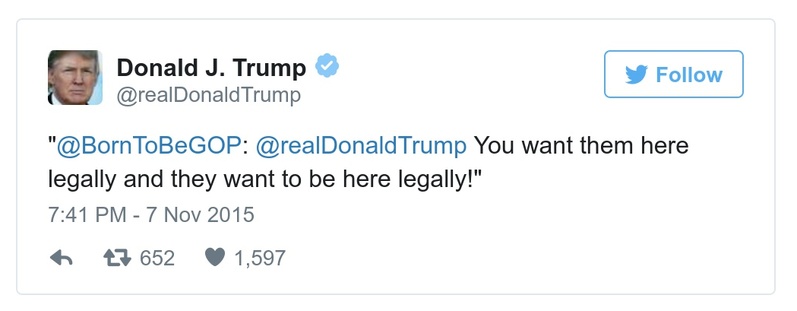 Donald J. Trump
@realDonaldTrump
Follow
"@BornToBeGOP: @realDonaldTrump You want them here
legally and they want to be here legally!"
7:41 PM - 7 Nov 2015
652 1,597